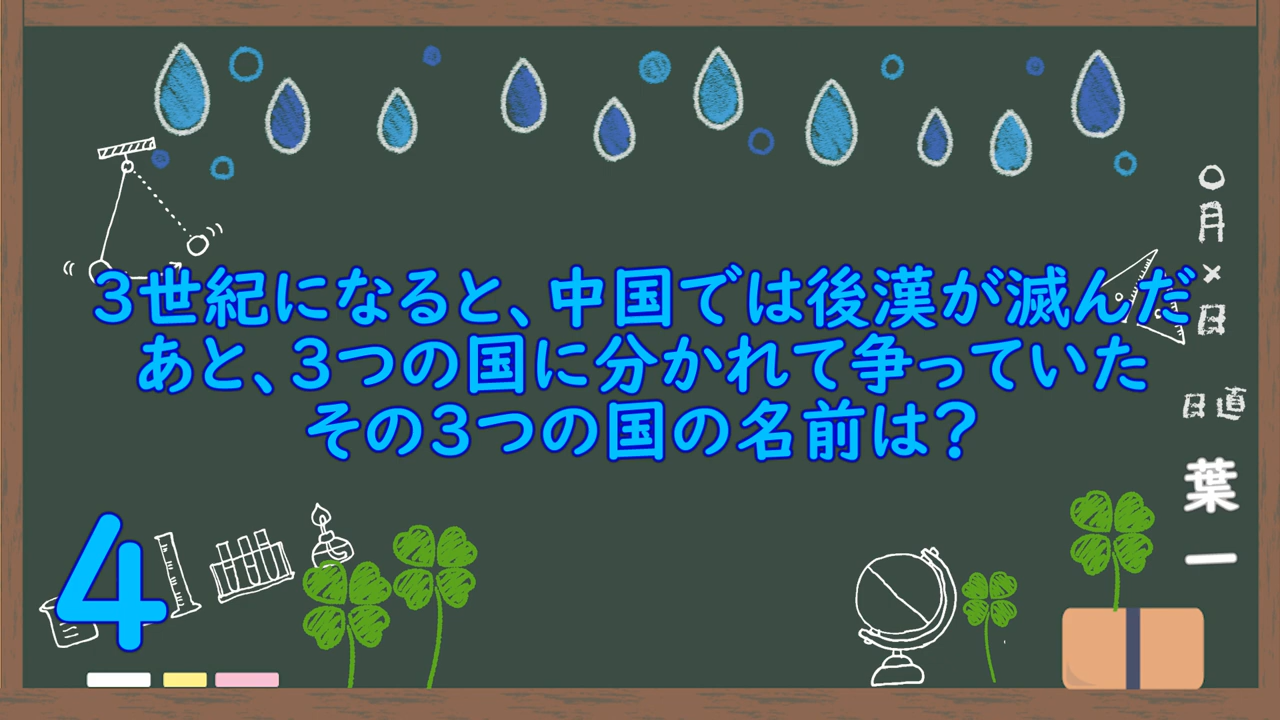 3世紀になると、中国では後漢が滅んだ
あと、3つの国に分かれて争っていた
その3つの国の名前は?
4
〇月×日
日直
葉一